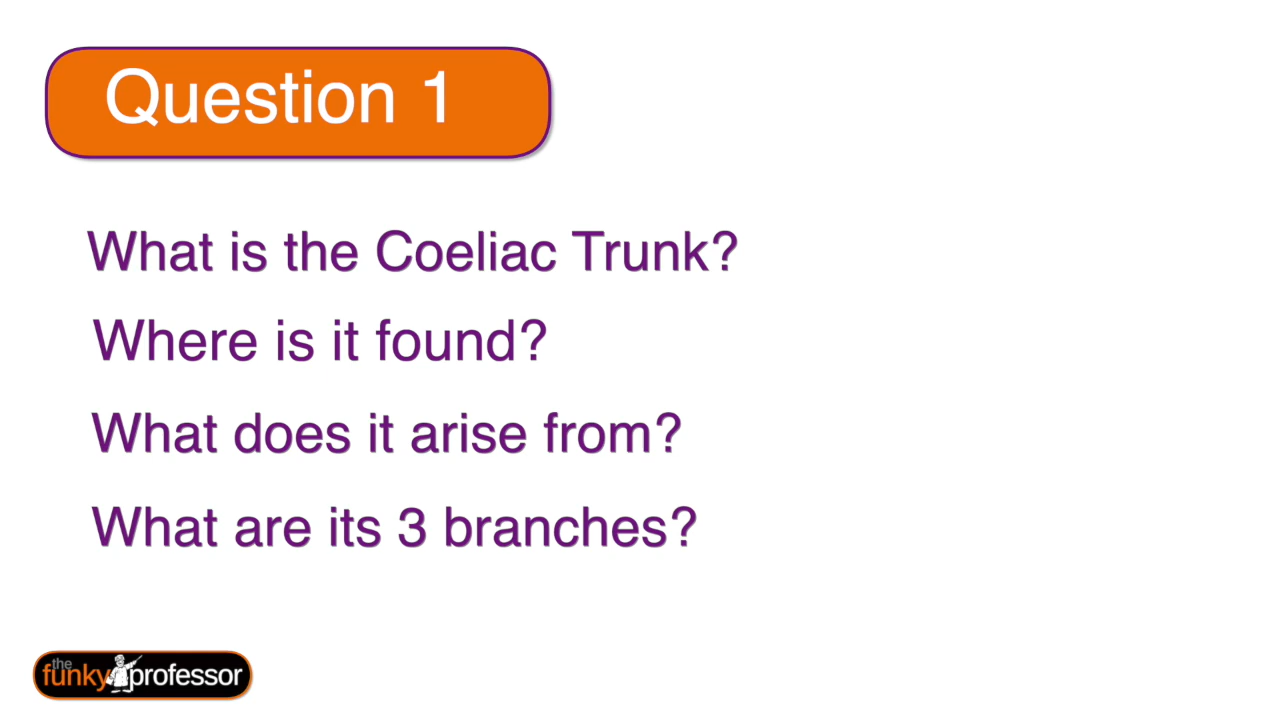 Question 1
What is the Coeliac Trunk?
Where is it found?
What does it arise from?
What are its 3 branches?
the
funky professor